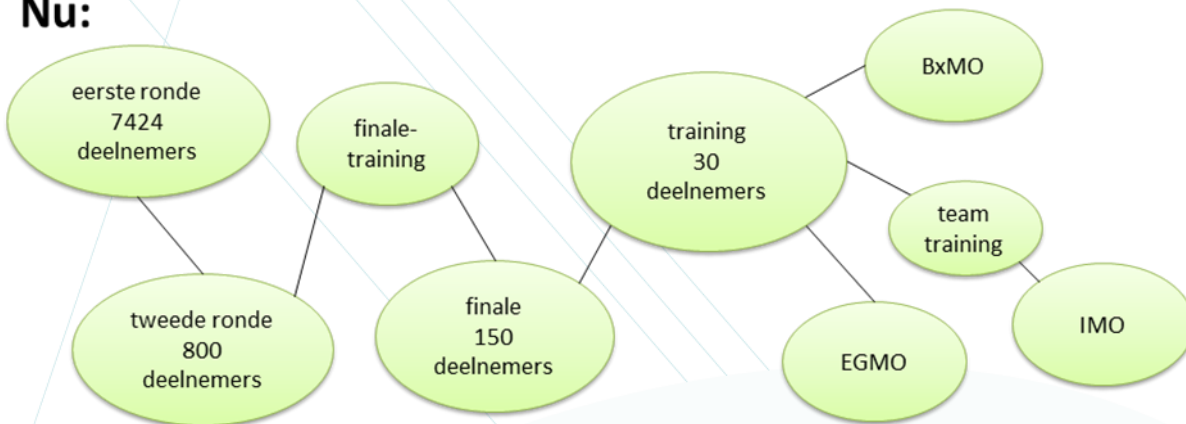 Nu:
eerste ronde
7424
deelnemers
tweede ronde
800
deelnemers
finale-
training
finale
150
deelnemers
training
30
deelnemers
BxMO
team
training
IMO
EGMO